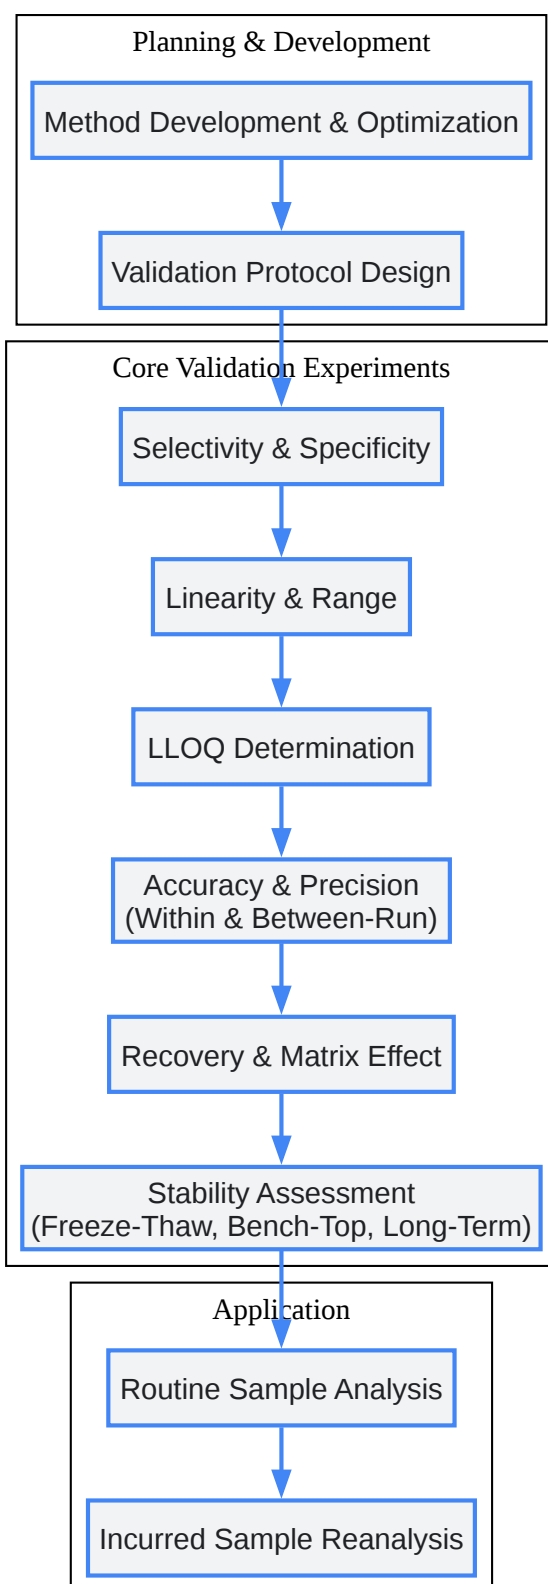 Planning & Development
Method Development & Optimization
Validation Protocol Design
Core Validation Experiments
Selectivity & Specificity
Linearity & Range
LLOQ Determination
Accuracy & Precision
(Within & Between-Run)
Recovery & Matrix Effect
Stability Assessment
(Freeze-Thaw, Bench-Top, Long-Term)
Application
Routine Sample Analysis
Incurred Sample Reanalysis